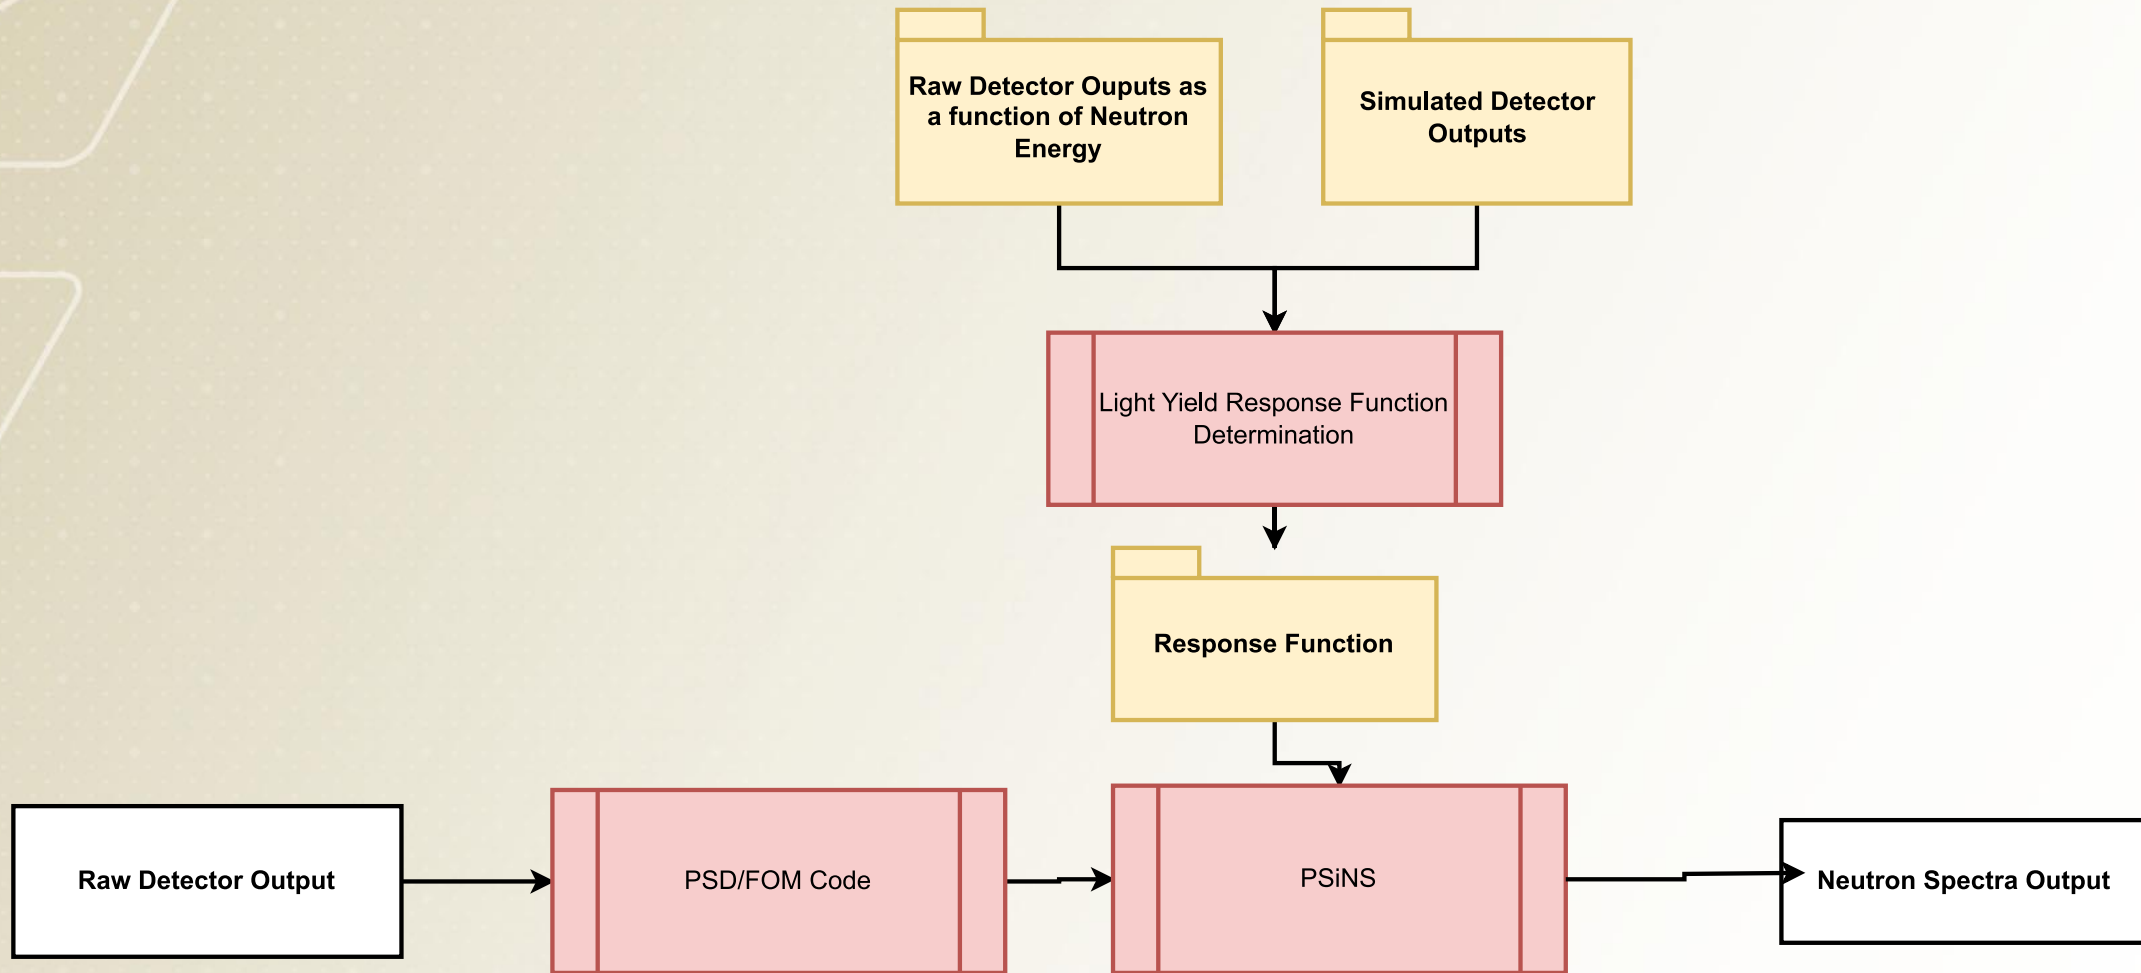 Raw Detector Ouputs as
a function of Neutron
Energy
Simulated Detector
Outputs
Light Yield Response Function
Determination
Response Function
Raw Detector Output
PSD/FOM Code
PSiNS
Neutron Spectra Output